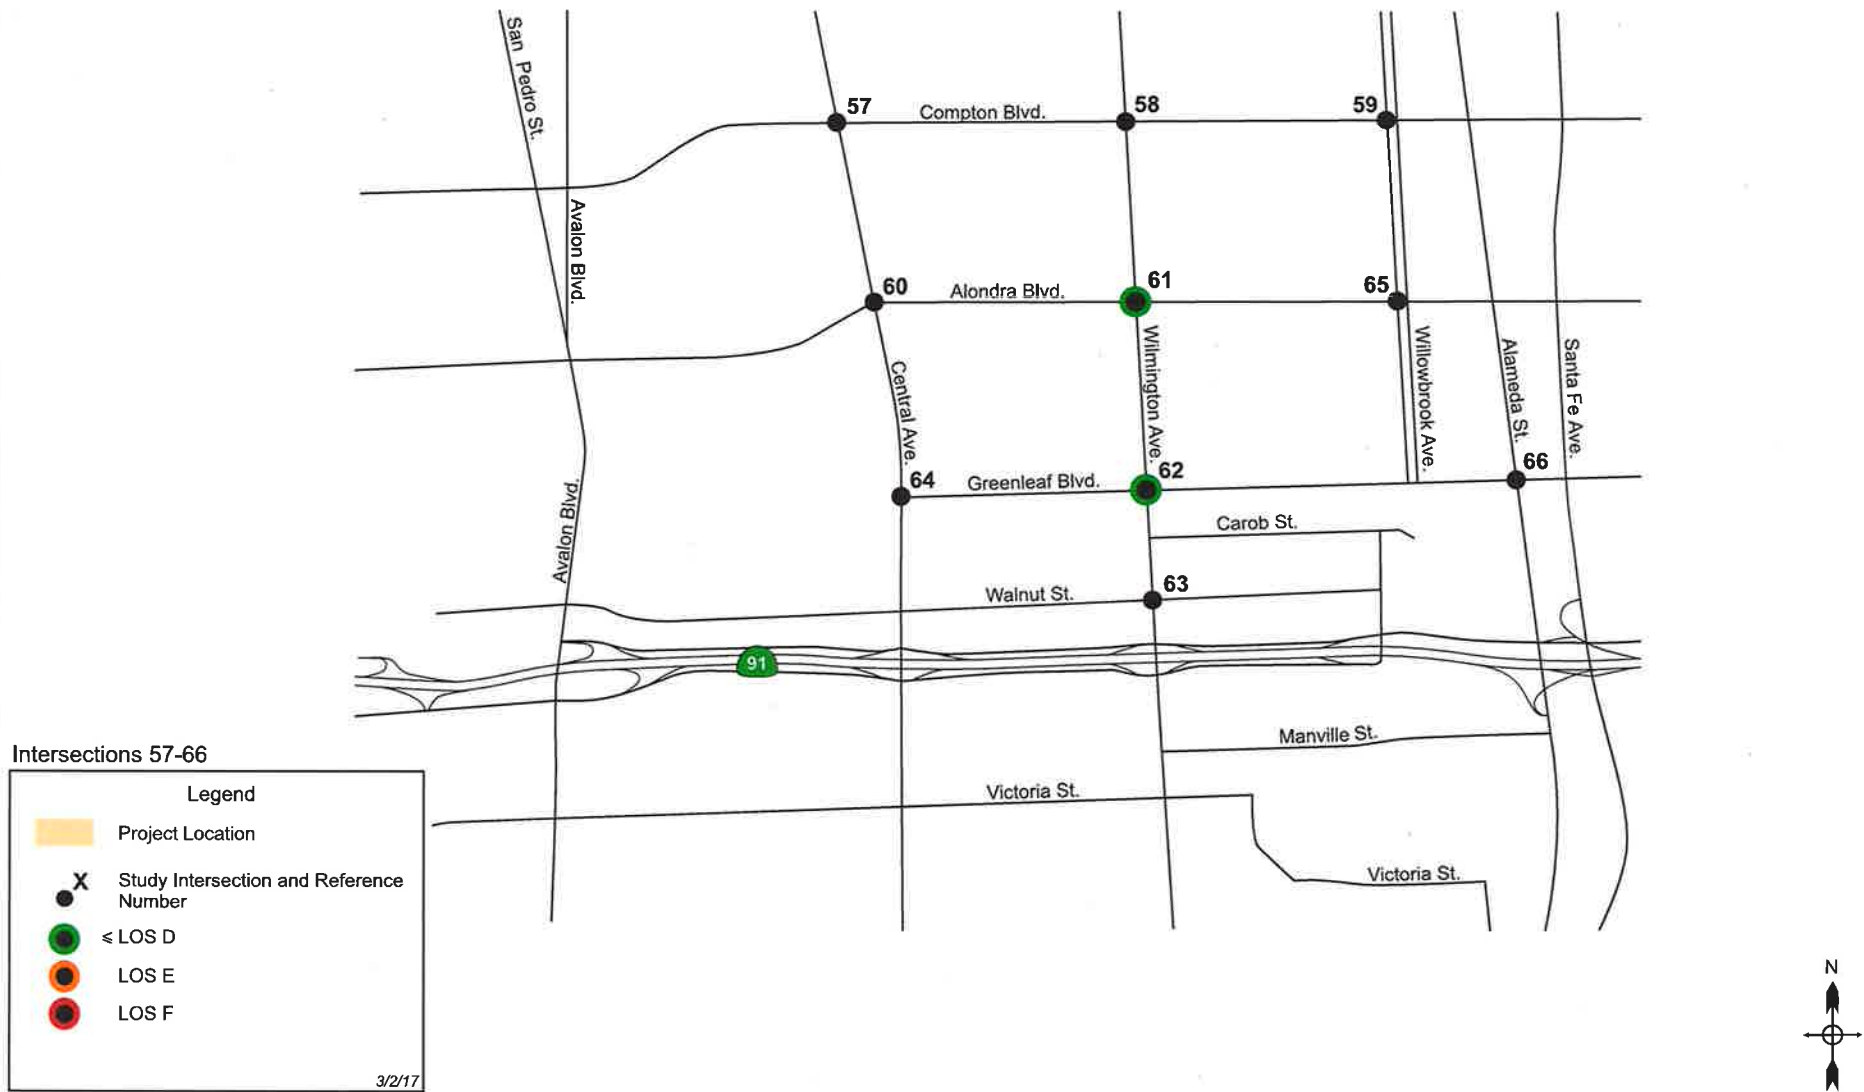 San Pedro St.
57
Compton Blvd.
58
59
Avalon Blvd.
60
Alondra Blvd.
61
65
Central Ave.
Wilmington Ave.
Willowbrook Ave.
Alameda St.
Santa Fe Ave.
64
Greenleaf Blvd.
62
66
Avalon Blvd.
Carob St.
Walnut St.
63
91
Manville St.
Victoria St.
Victoria St.
Intersections 57-66
Legend
Project Location
X Study Intersection and Reference
Number
≤ LOS D
LOS E
LOS F
3/2/17
N